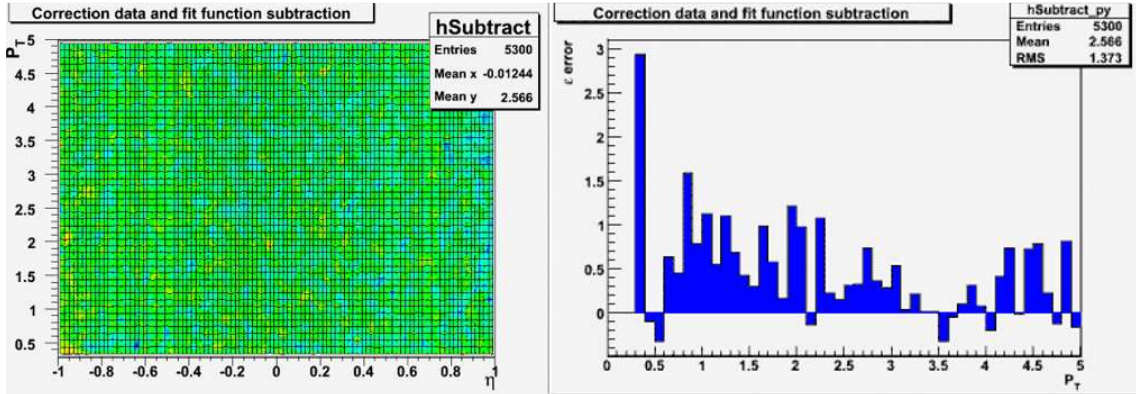 Correction data and fit function subtraction
hSubtract
Entries 5300
Mean x -0.01244
Mean y 2.566
P_T
5
4.5
4
3.5
3
2.5
2
1.5
1
0.5
-1 -0.8 -0.6 -0.4 -0.2 0 0.2 0.4 0.6 0.8 1
η
Correction data and fit function subtraction
hSubtract_py
Entries 5300
Mean 2.566
RMS 1.373
ε error
3
2.5
2
1.5
1
0.5
0
0 0.5 1 1.5 2 2.5 3 3.5 4 4.5 5
P_T